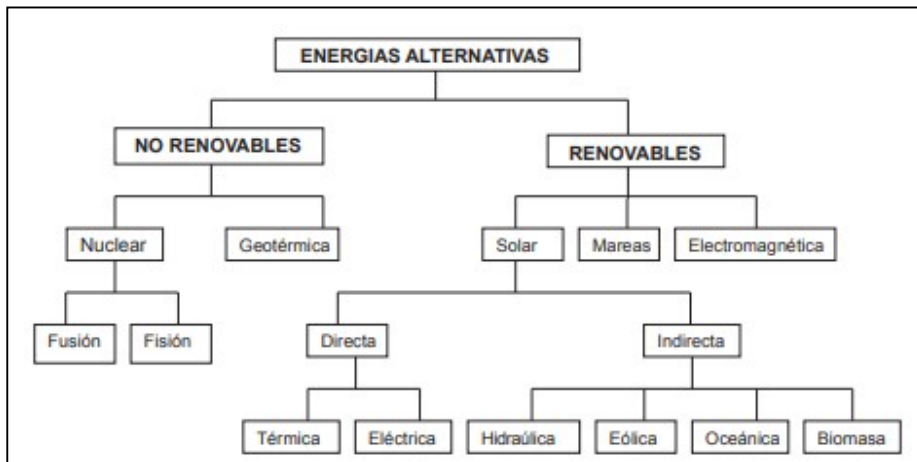 ENERGIAS ALTERNATIVAS
NO RENOVABLES
RENOVABLES
Nuclear
Geotérmica
Solar
Mareas
Electromagnética
Fusión
Fisión
Directa
Indirecta
Térmica
Eléctrica
Hidraúlica
Eólica
Oceánica
Biomasa